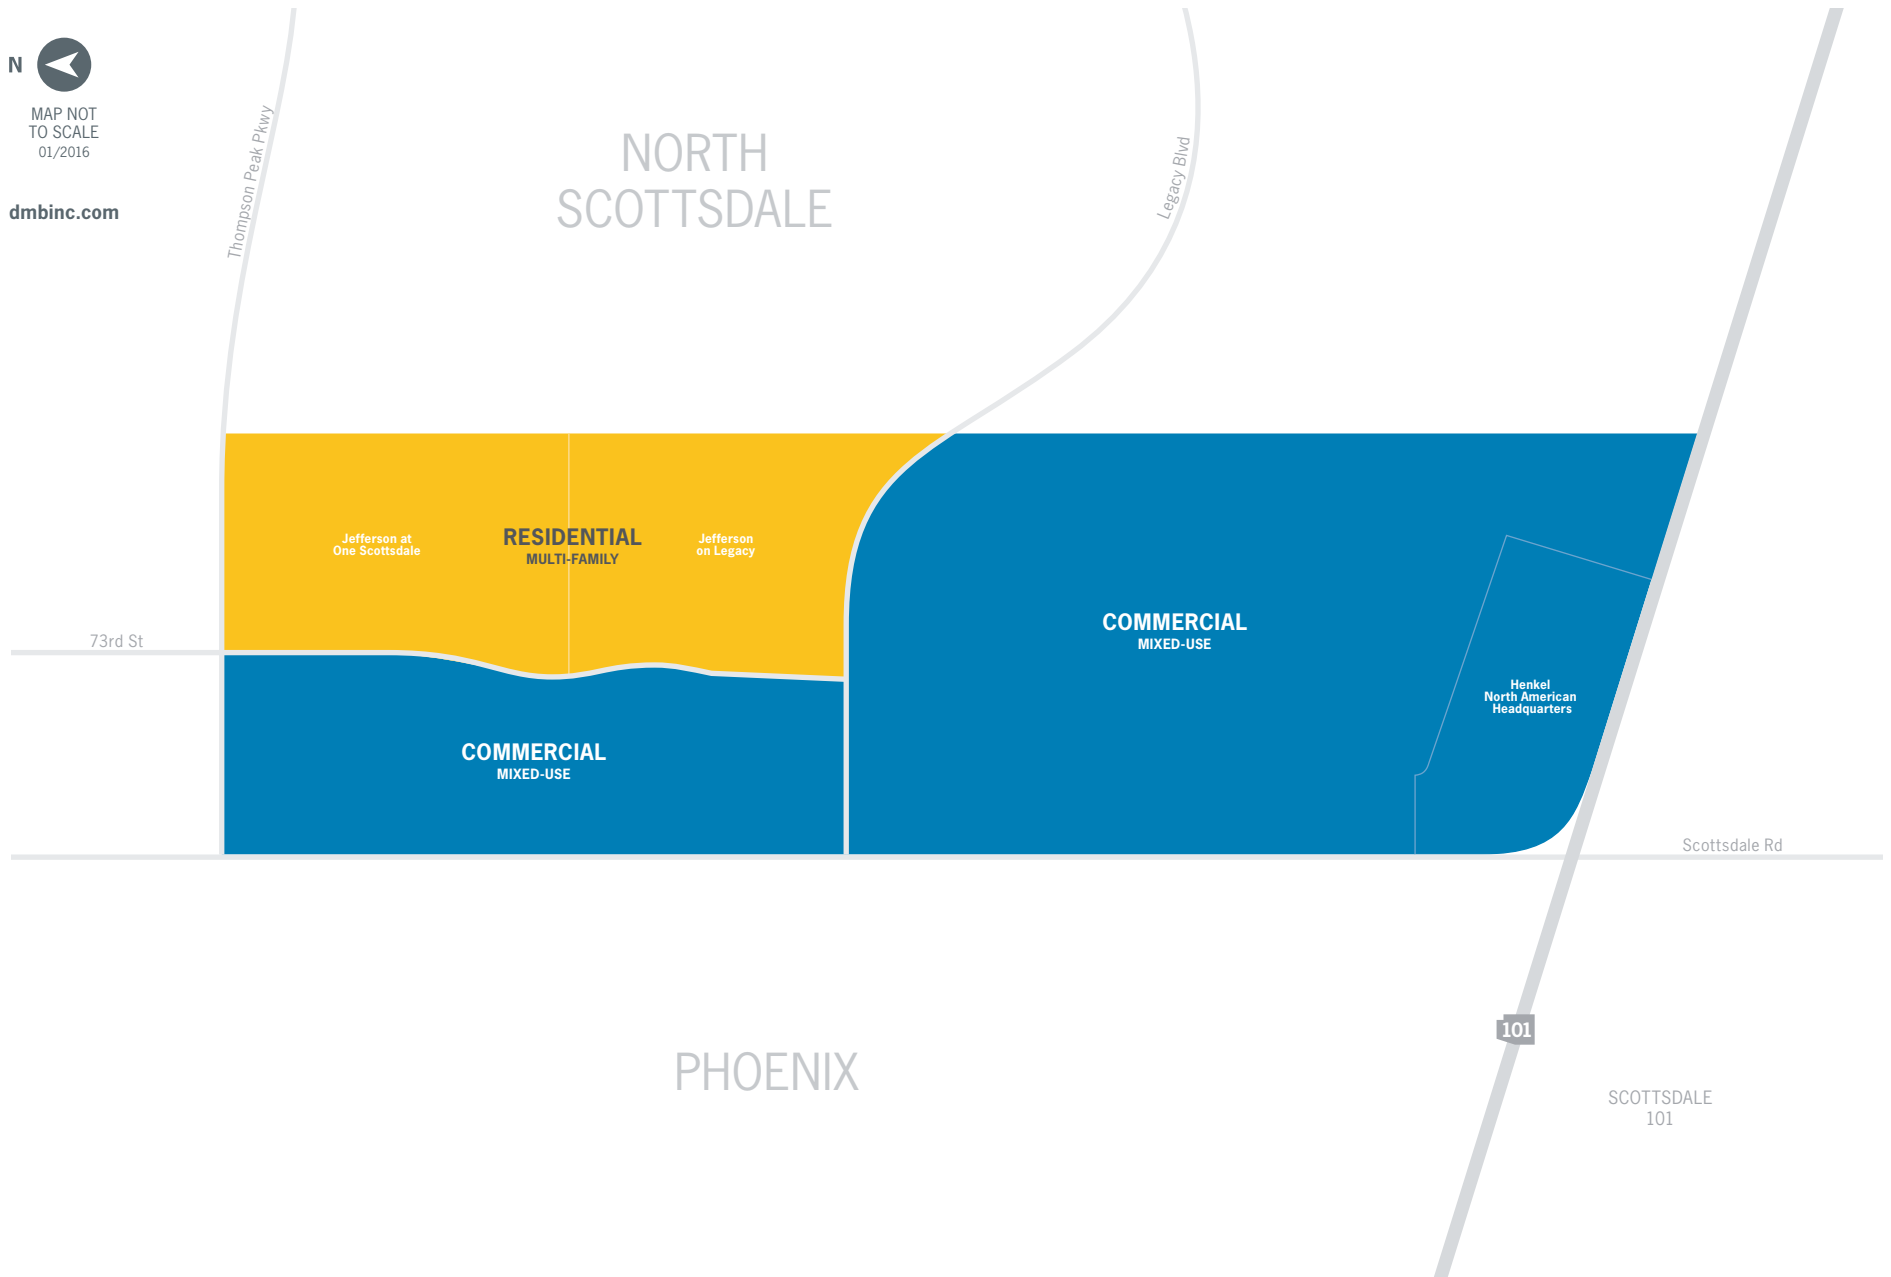 N
MAP NOT
TO SCALE
01/2016
dmbinc.com
Thompson Peak Pkwy
NORTH
SCOTTSDALE
Legacy Blvd
Jefferson at
One Scottsdale
RESIDENTIAL
MULTI-FAMILY
Jefferson
on Legacy
73rd St
COMMERCIAL
MIXED-USE
COMMERCIAL
MIXED-USE
Henkel
North American
Headquarters
Scottsdale Rd
PHOENIX
101
SCOTTSDALE
101